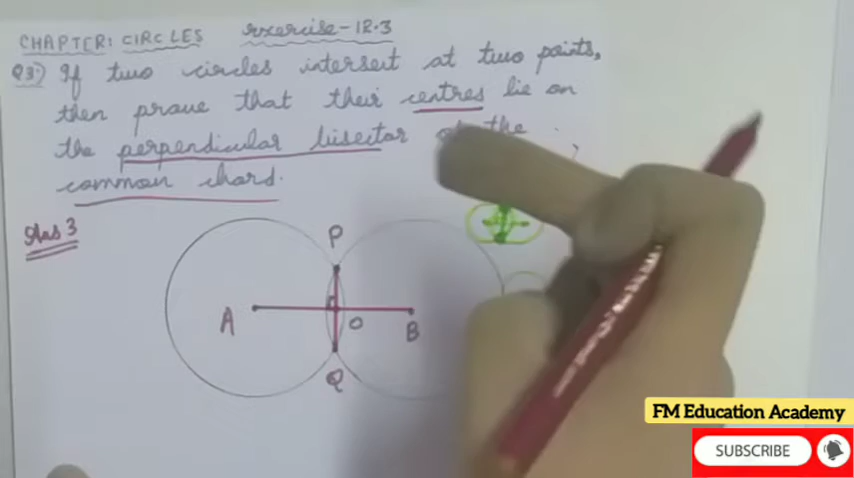 CHAPTER: CIRCLES exercise-12.3
Q3:) If two circles intersect at two points,
then prove that their centres lie on
the perpendicular bisector the
common chord.
Ans 3
P
A
O
B
Q
FM Education Academy
SUBSCRIBE